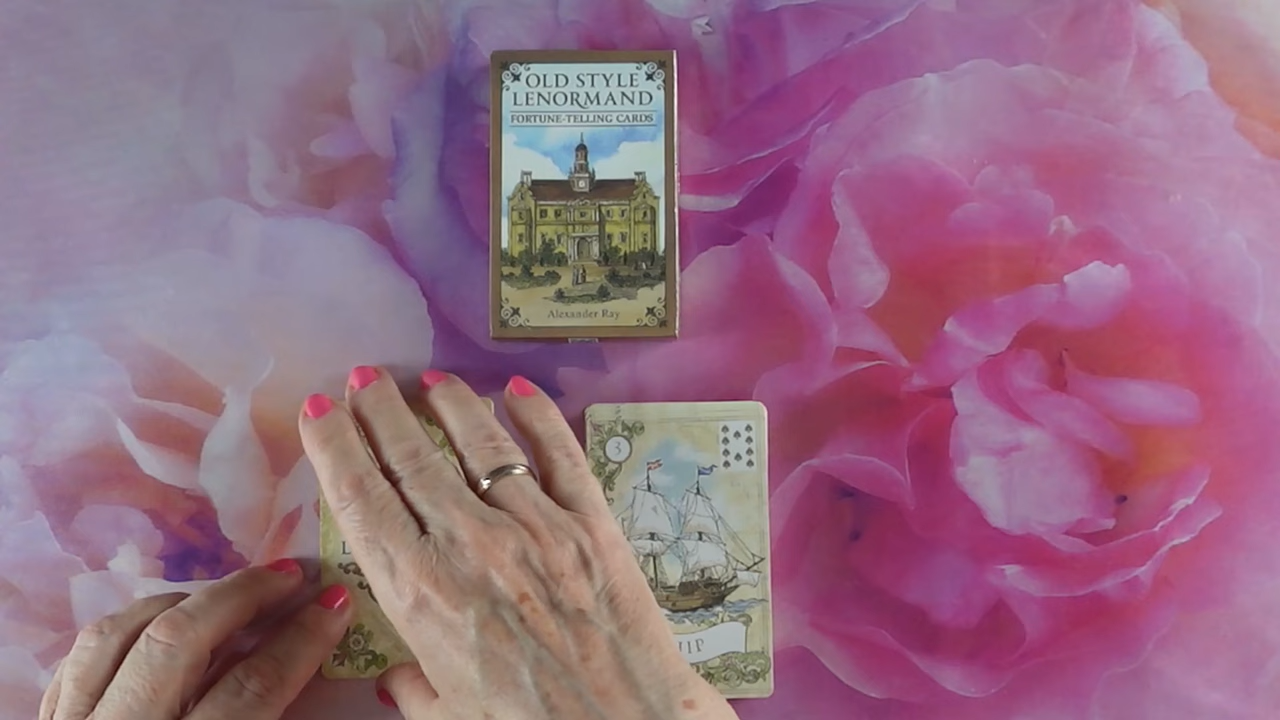 OLD STYLE
LENORMAND
FORTUNE-TELLING CARDS
Alexander Ray
3